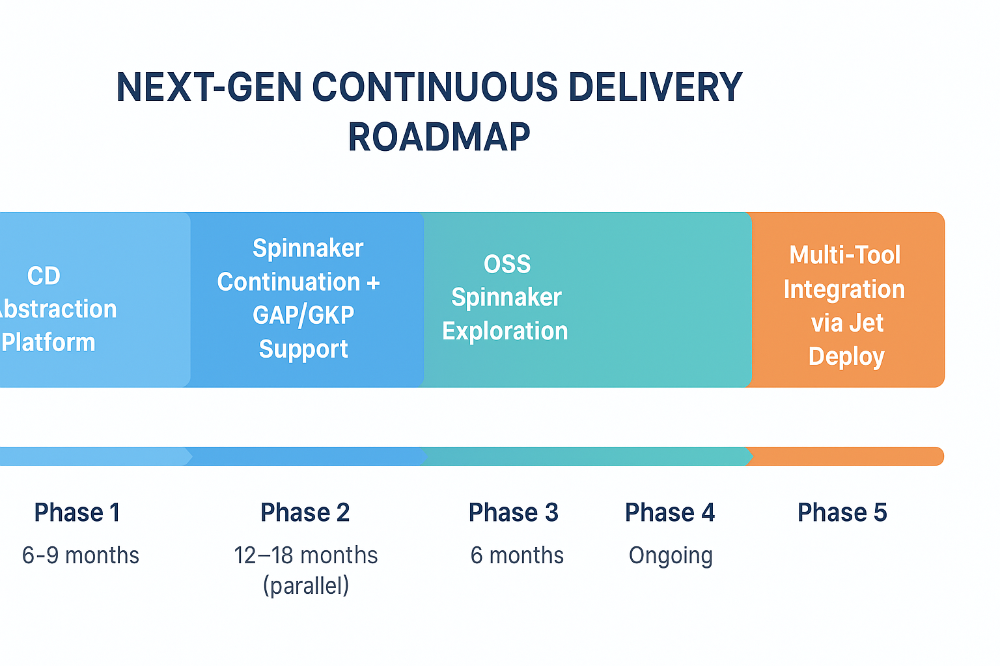 NEXT-GEN CONTINUOUS DELIVERY
ROADMAP
CD
Abstraction
Platform
Spinnaker
Continuation +
GAP/GKP
Support
OSS
Spinnaker
Exploration
Multi-Tool
Integration
via Jet
Deploy
Phase 1
6-9 months
Phase 2
12–18 months
(parallel)
Phase 3
6 months
Phase 4
Ongoing
Phase 5